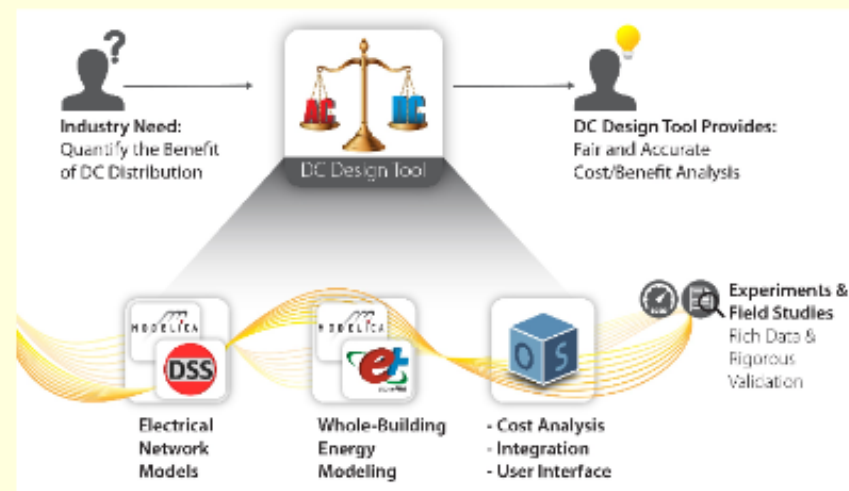 ?
AC
DC
Industry Need:
Quantify the Benefit
of DC Distribution
DC Design Tool
DC Design Tool Provides:
Fair and Accurate
Cost/Benefit Analysis
MODELICA
DSS
MODELICA
OS
Experiments &
Field Studies
Rich Data &
Rigorous
Validation
Electrical
Network
Models
Whole-Building
Energy
Modeling
- Cost Analysis
- Integration
- User Interface